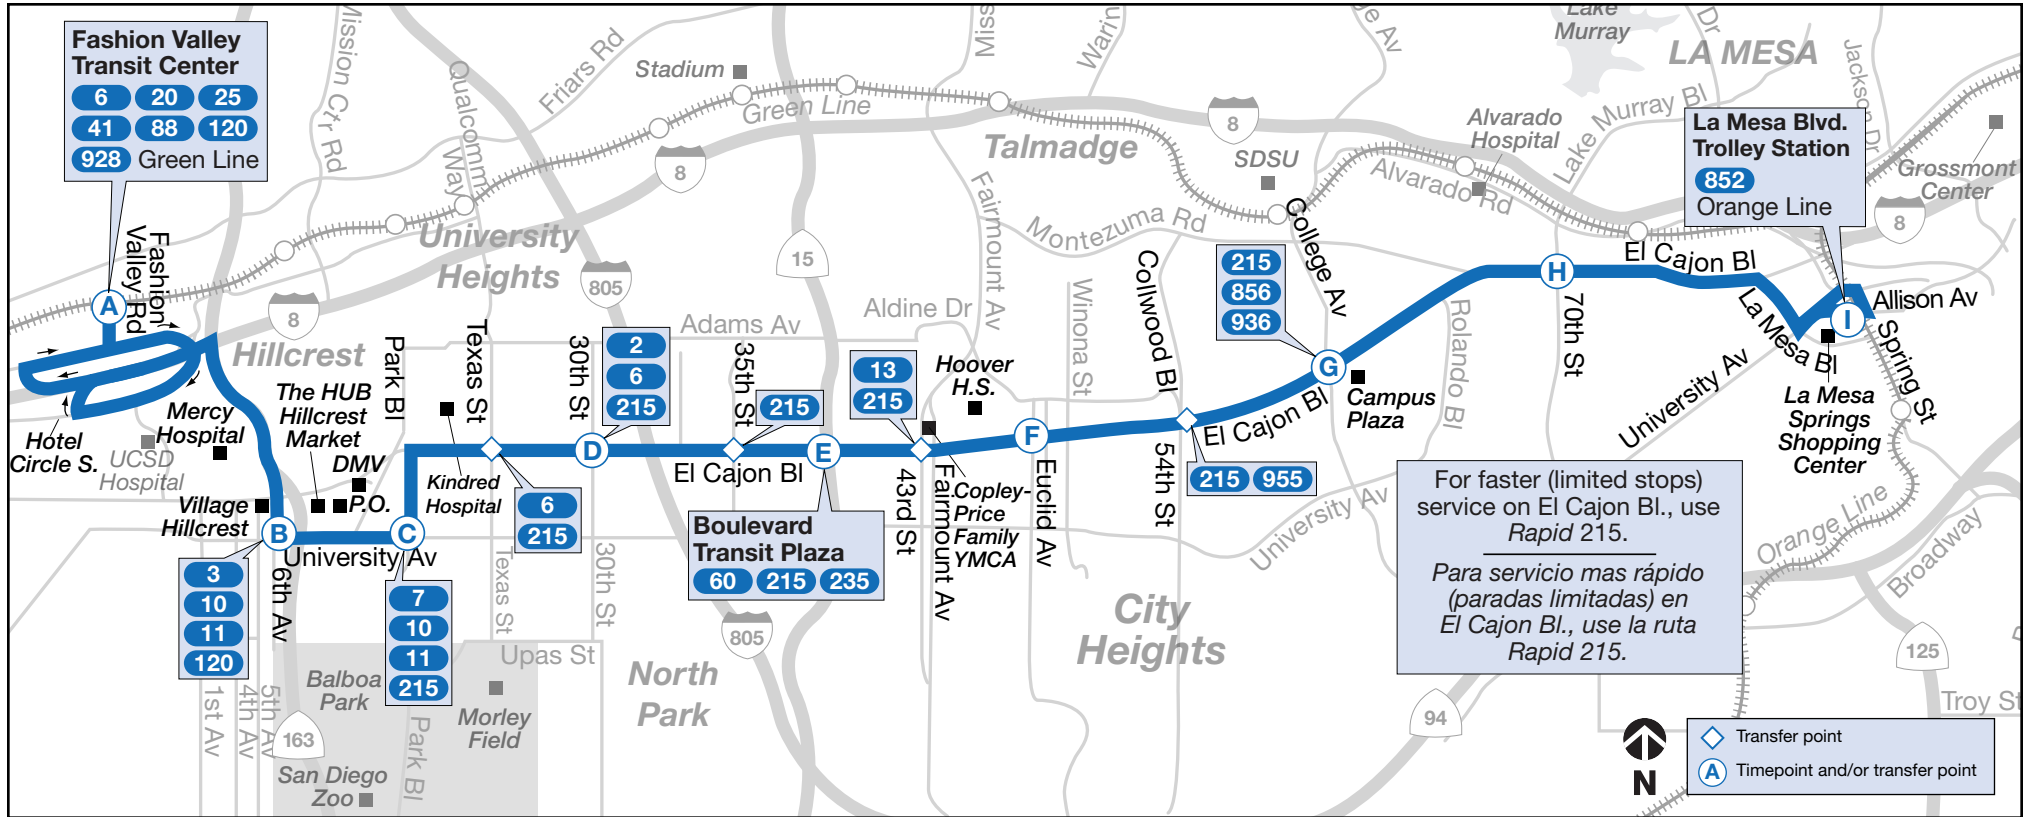 Fashion Valley
Transit Center
6 20 25
41 88 120
928 Green Line
Mission Ctr Rd
Qualcomm
Way
Friars Rd
Stadium
Green Line
Miss
Warin
ge Av
Lake
Murray
Dr
LA MESA
Jackson Dr
Talmadge
8
SDSU
Alvarado
Hospital
Alvarado Rd
Lake Murray Bl
La Mesa Blvd.
Trolley Station
852
Orange Line
Grossmont
Center
8
8
University
Heights
15
805
Fairmount Av
Montezuma Rd
Collwood Bl
College Av
215
856
936
A
Fashion
Valley Rd
8
Hillcrest
Park Bl
Texas St
30th St
2
6
215
Adams Av
35th St
215
Aldine Dr
13
215
Hoover
H.S.
Winona St
G
Campus
Plaza
Rolando Bl
H
70th St
El Cajon Bl
La Mesa Bl
I
Allison Av
Spring St
University Av
La Mesa
Springs
Shopping
Center
Hotel
Circle S.
Mercy
Hospital
UCSD
Hospital
The HUB
Hillcrest
Market
DMV
P.O.
Village
Hillcrest
Kindred
Hospital
D
El Cajon Bl
E
F
El Cajon Bl
6
215
Boulevard
Transit Plaza
60 215 235
43rd St
Fairmount Av
Copley-
Price
Family
YMCA
Euclid Av
54th St
215 955
University Av
For faster (limited stops)
service on El Cajon Bl., use
Rapid 215.
Para servicio mas rápido
(paradas limitadas) en
El Cajon Bl., use la ruta
Rapid 215.
Orange Line
Broadway
B
University Av
C
3
10
11
120
6th Av
7
10
11
215
Texas St
30th St
Upas St
805
North
Park
City
Heights
Balboa
Park
Morley
Field
1st Av
4th Av
5th Av
163
Park Bl
San Diego
Zoo
94
125
Troy St
N
Transfer point
A Timepoint and/or transfer point